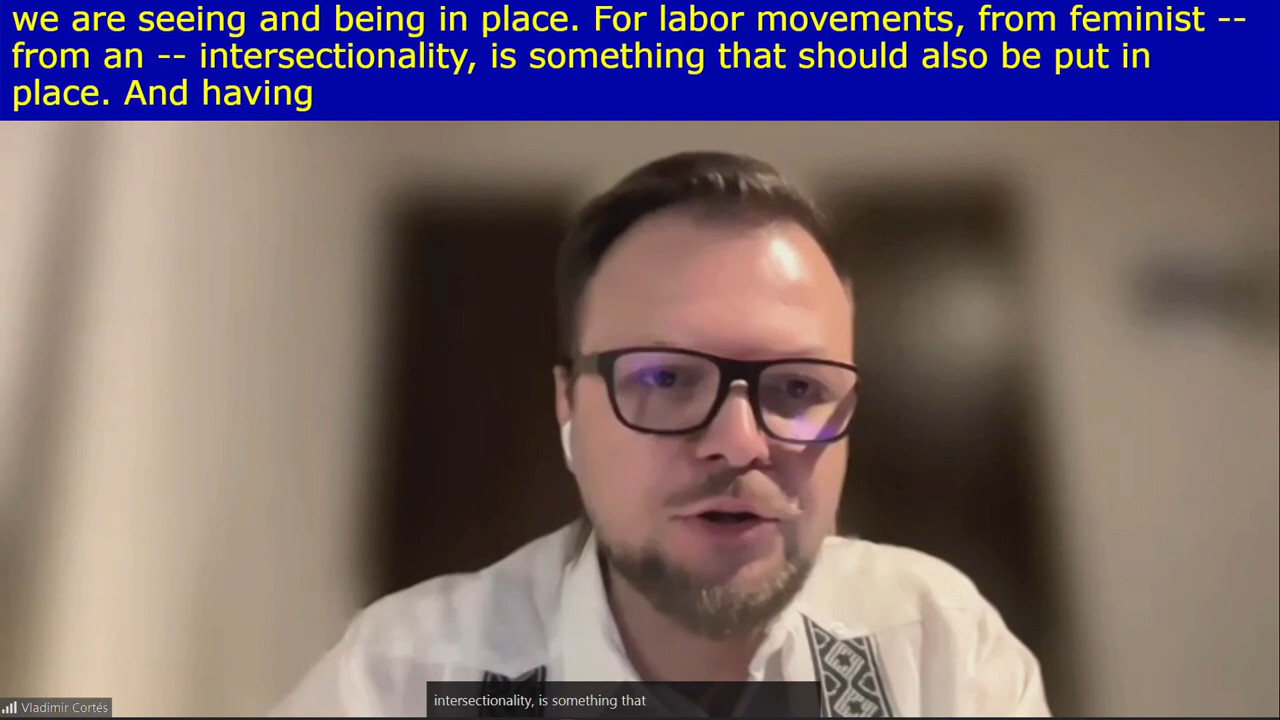 we are seeing and being in place. For labor movements, from feminist --
from an -- intersectionality, is something that should also be put in
place. And having
intersectionality, is something that
Vladimir Cortés